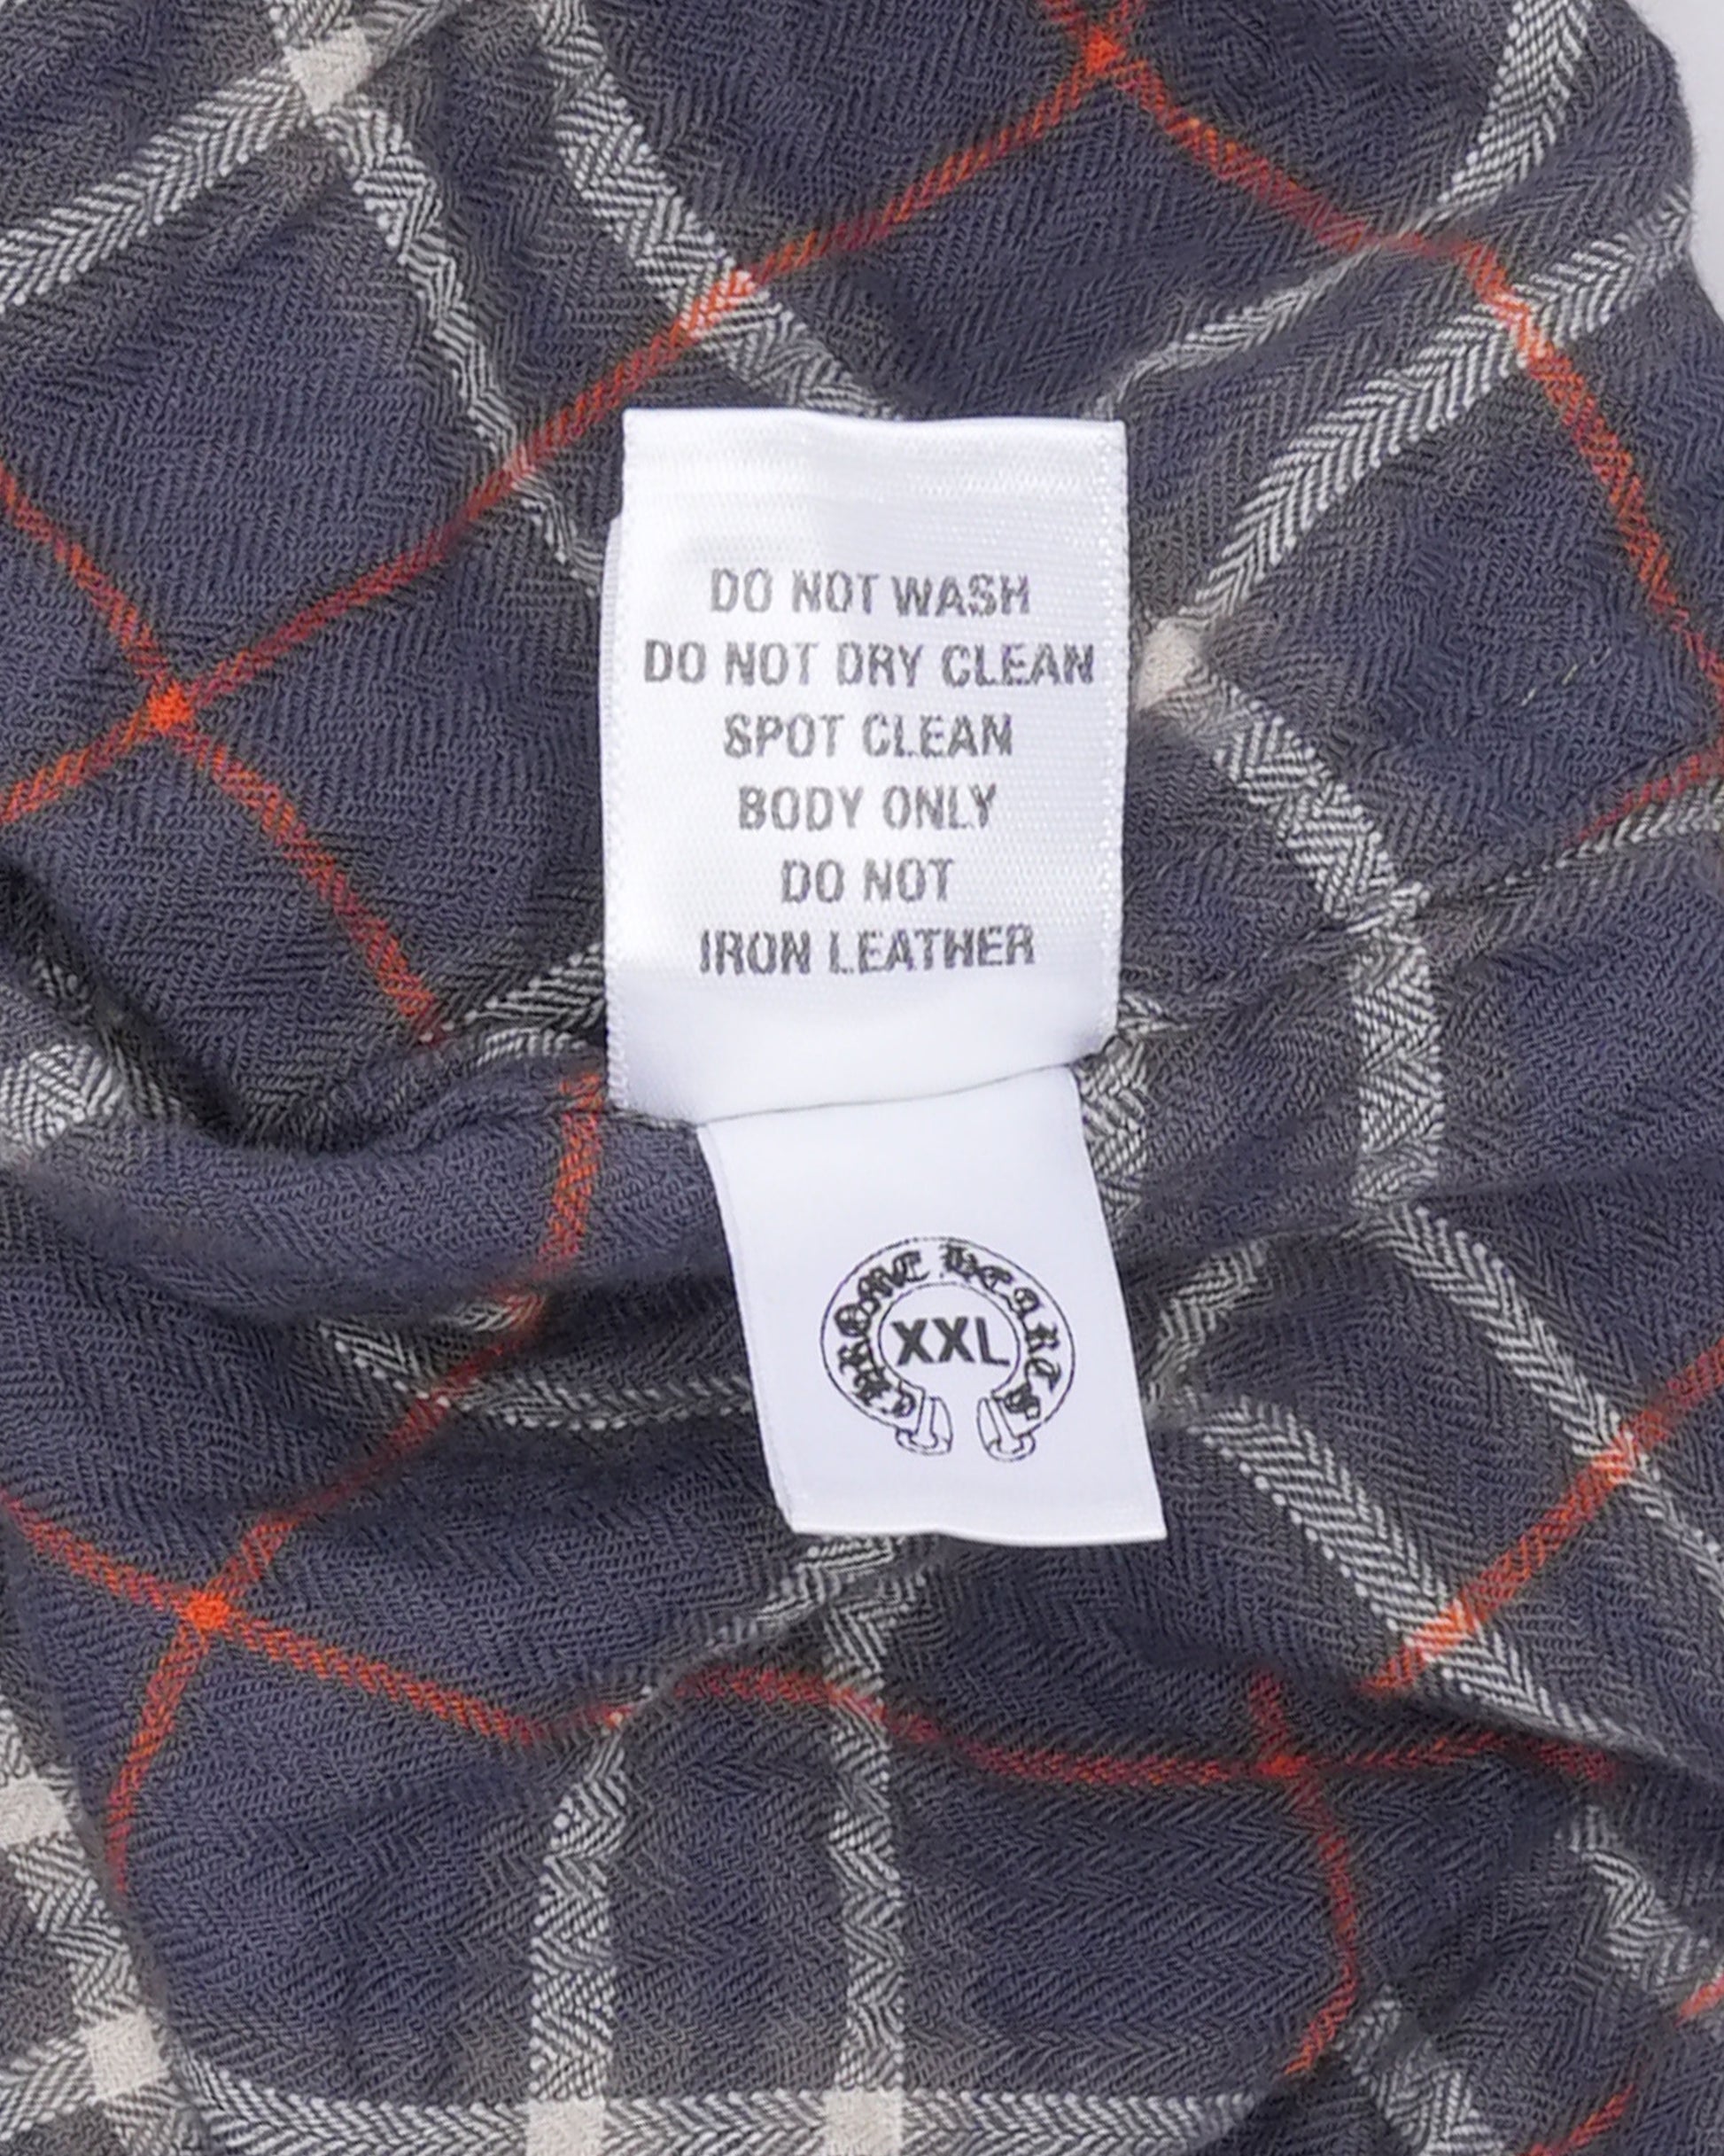 DO NOT WASH
DO NOT DRY CLEAN
SPOT CLEAN
BODY ONLY
DO NOT
IRON LEATHER
CHROME HEARTS
XXL